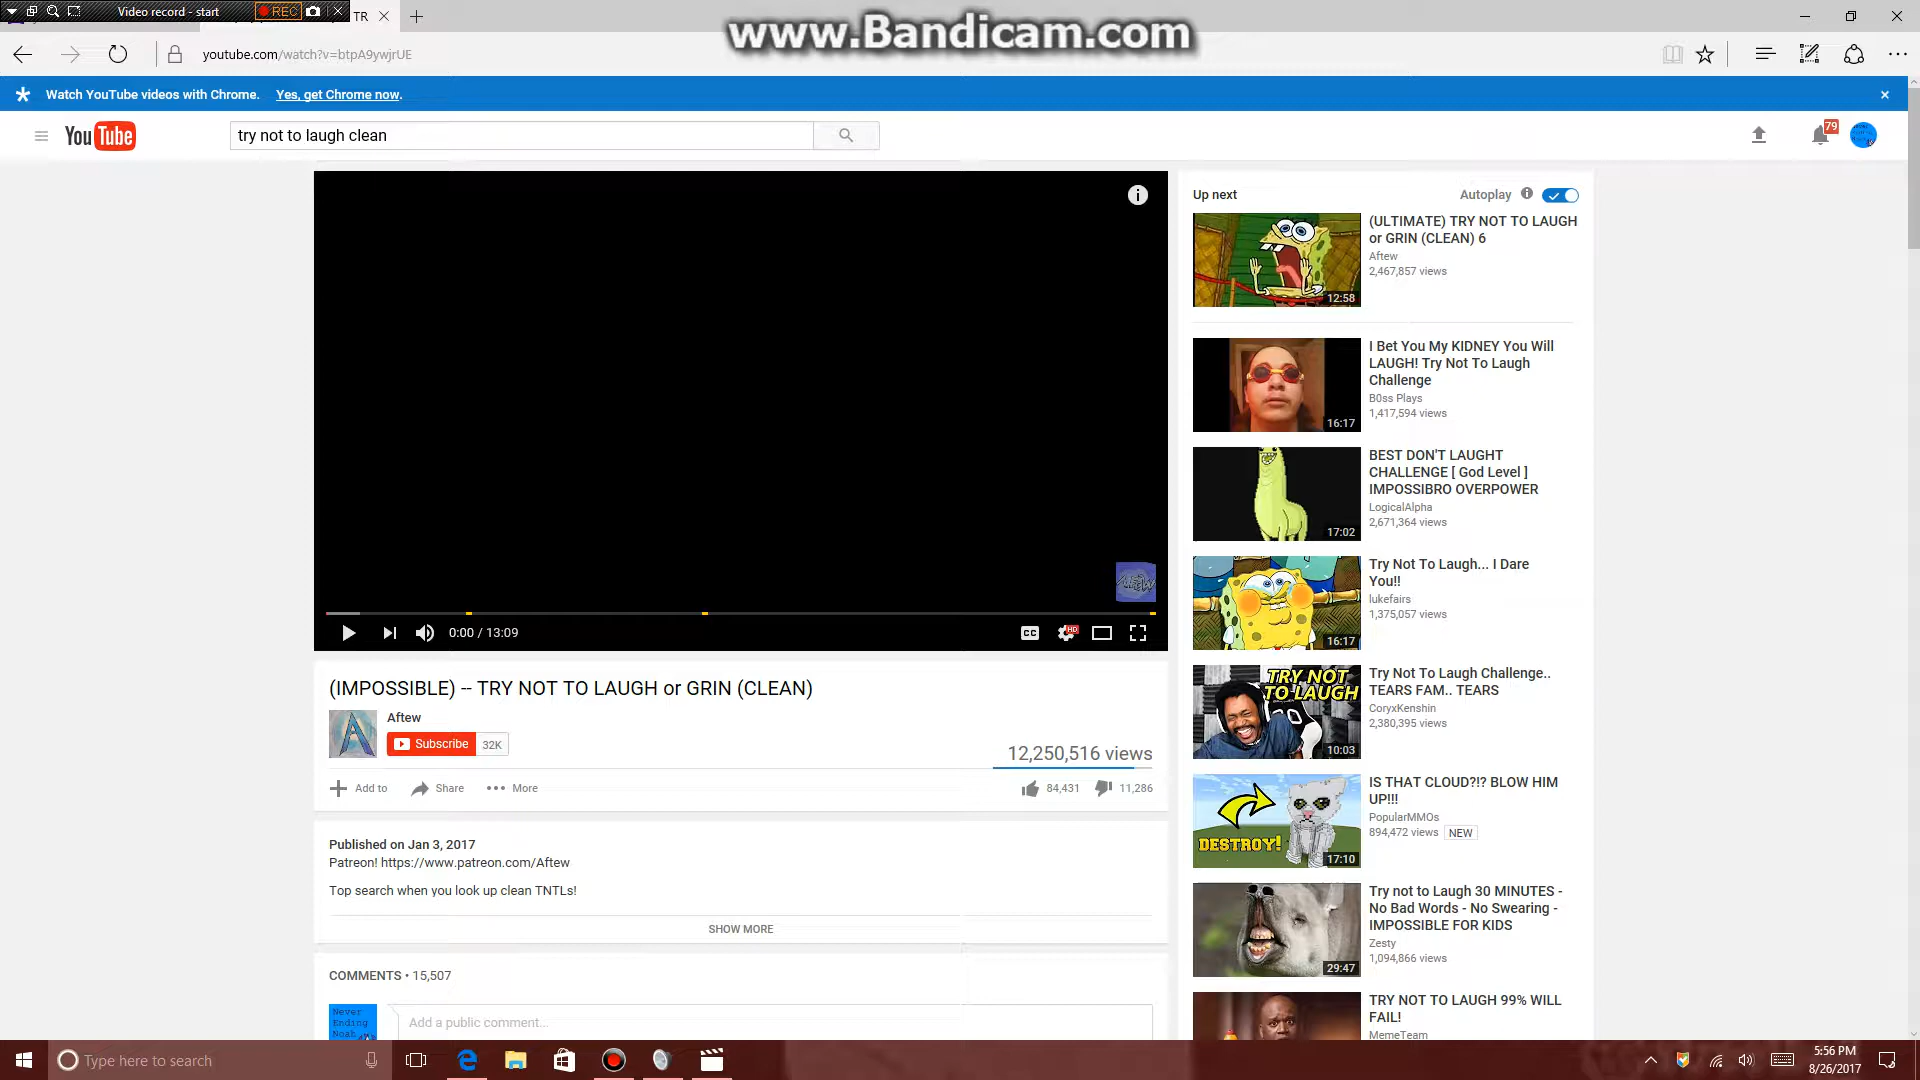 Video record - start
REC
TR
www.Bandicam.com
youtube.com/watch?v=btpA9ywjrUE
Watch YouTube videos with Chrome. Yes, get Chrome now.
YouTube
try not to laugh clean
79
Up next
Autoplay
(ULTIMATE) TRY NOT TO LAUGH
or GRIN (CLEAN) 6
Aftew
2,467,857 views
12:58
I Bet You My KIDNEY You Will
LAUGH! Try Not To Laugh
Challenge
B0ss Plays
1,417,594 views
16:17
BEST DON'T LAUGHT
CHALLENGE [ God Level ]
IMPOSSIBRO OVERPOWER
LogicalAlpha
2,671,364 views
17:02
Try Not To Laugh... I Dare
You!!
lukefairs
1,375,057 views
16:17
TRY NOT
TO LAUGH
Try Not To Laugh Challenge..
TEARS FAM.. TEARS
CoryxKenshin
2,380,395 views
10:03
DESTROY!
IS THAT CLOUD?!? BLOW HIM
UP!!!
PopularMMOs
894,472 views NEW
17:10
Try not to Laugh 30 MINUTES -
No Bad Words - No Swearing -
IMPOSSIBLE FOR KIDS
Zesty
1,094,866 views
29:47
TRY NOT TO LAUGH 99% WILL
FAIL!
MemeTeam
0:00 / 13:09
CC
HD
(IMPOSSIBLE) -- TRY NOT TO LAUGH or GRIN (CLEAN)
A
Aftew
Subscribe 32K
12,250,516 views
Add to Share More
84,431 11,286
Published on Jan 3, 2017
Patreon! https://www.patreon.com/Aftew
Top search when you look up clean TNTLs!
SHOW MORE
COMMENTS • 15,507
Never
Ending
Noah
Add a public comment...
Type here to search
5:56 PM
8/26/2017